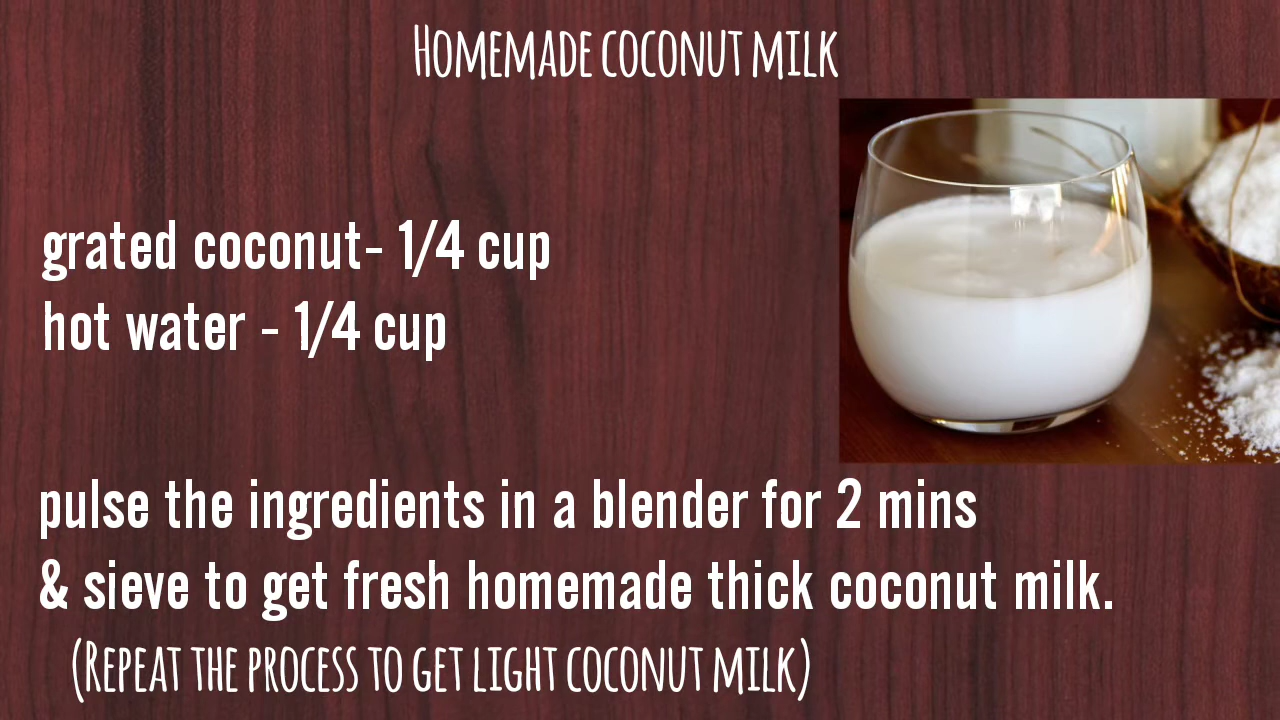 Homemade coconut milk
grated coconut- 1/4 cup
hot water - 1/4 cup
pulse the ingredients in a blender for 2 mins
& sieve to get fresh homemade thick coconut milk.
(Repeat the process to get light coconut milk)